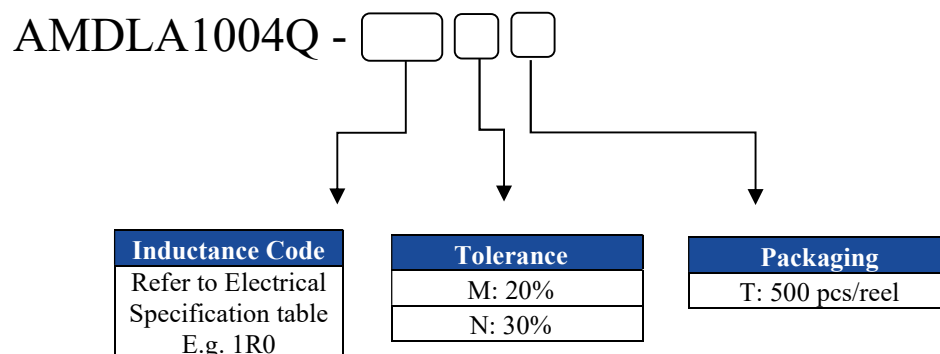 AMDLA1004Q -
Inductance Code
Refer to Electrical
Specification table
E.g. 1R0
Tolerance
M: 20%
N: 30%
Packaging
T: 500 pcs/reel